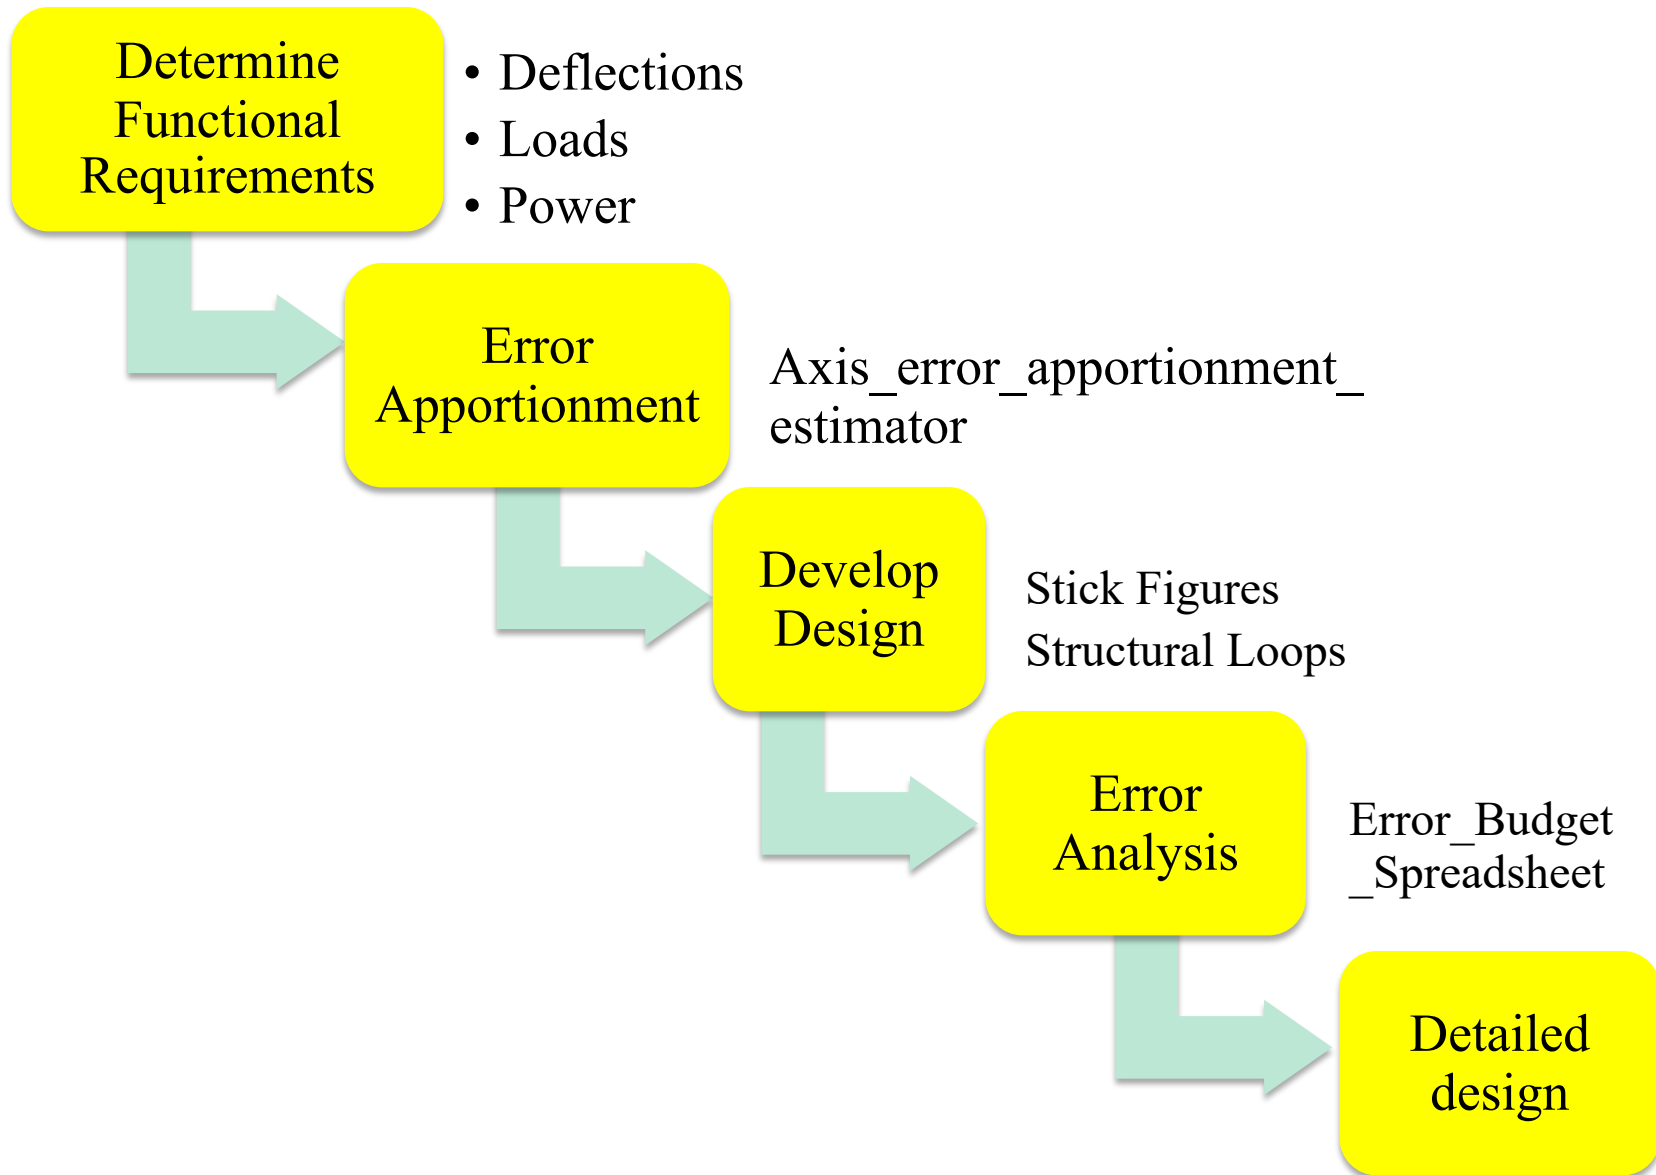 Determine
Functional
Requirements
• Deflections
• Loads
• Power
Error
Apportionment
Axis_error_apportionment_
estimator
Develop
Design
Stick Figures
Structural Loops
Error
Analysis
Error_Budget
_Spreadsheet
Detailed
design